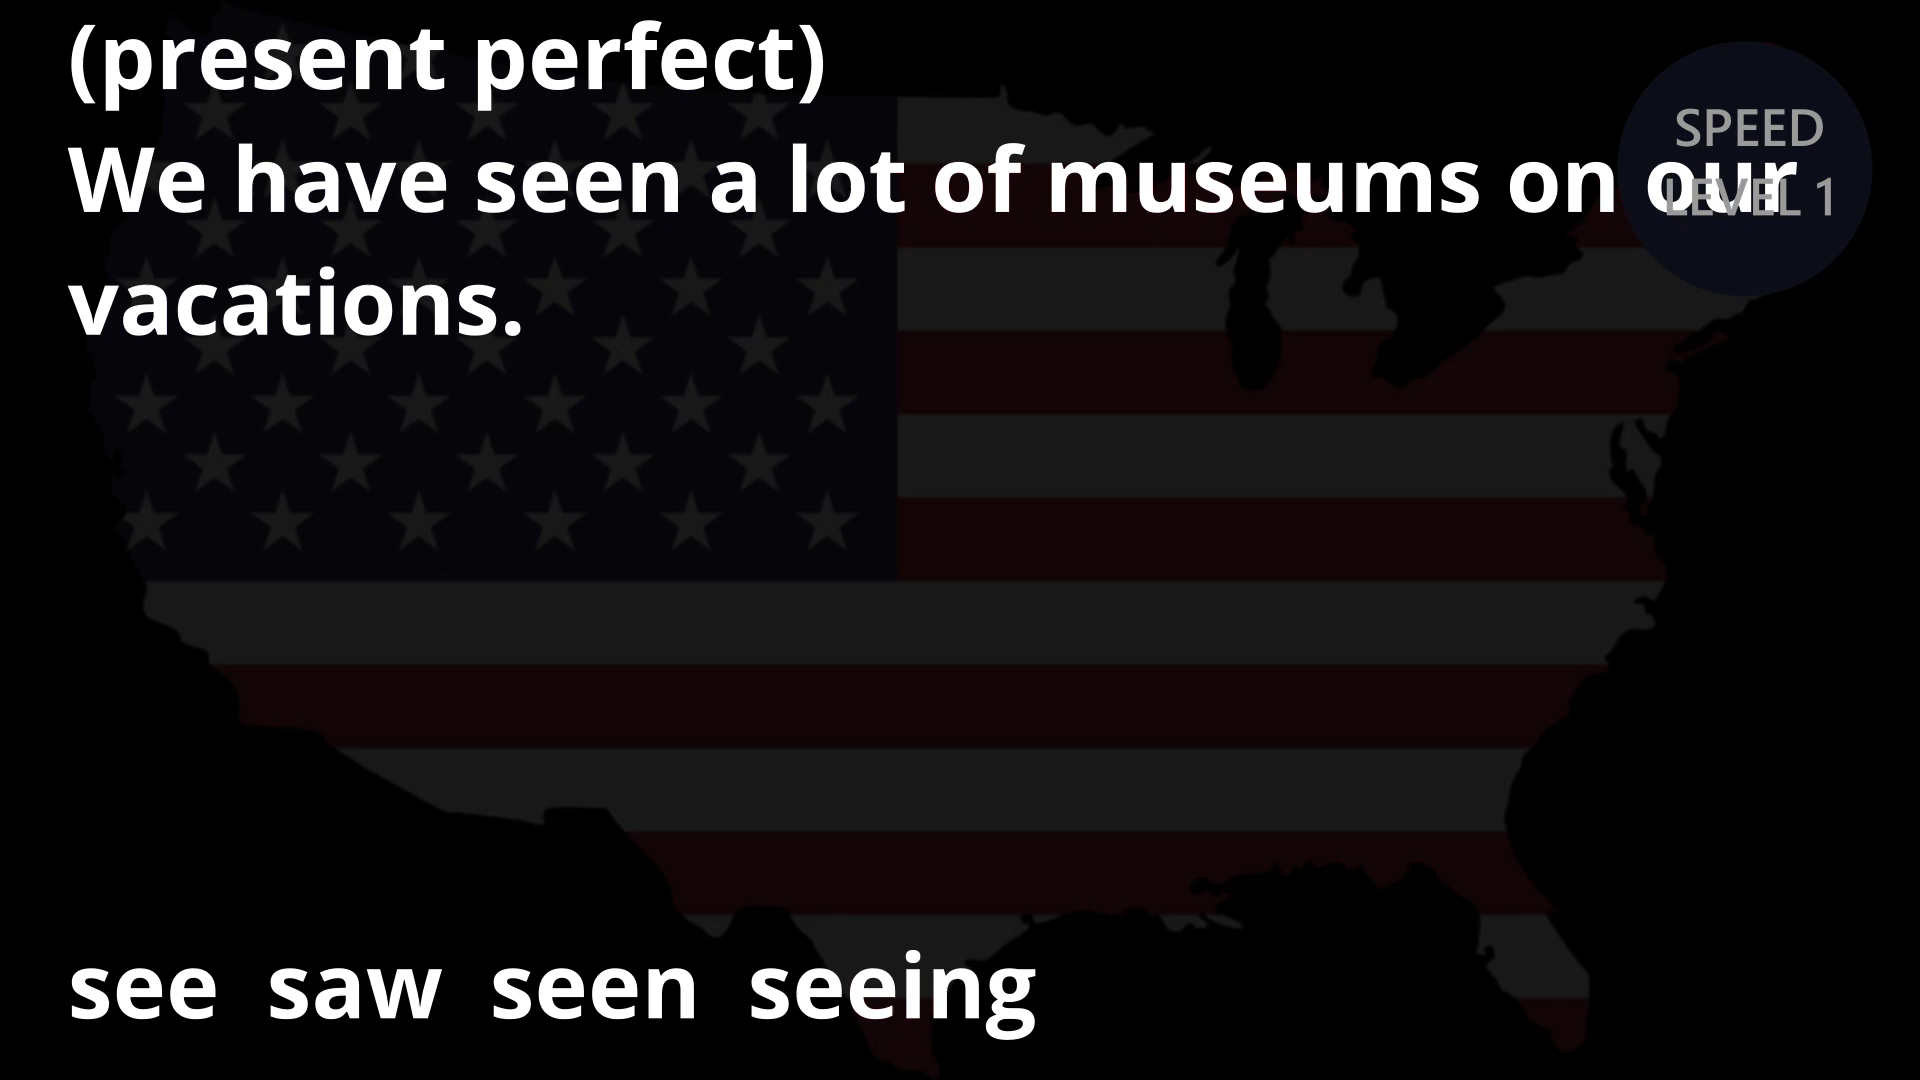 (present perfect)
We have seen a lot of museums on our
vacations.
SPEED
LEVEL 1
see saw seen seeing